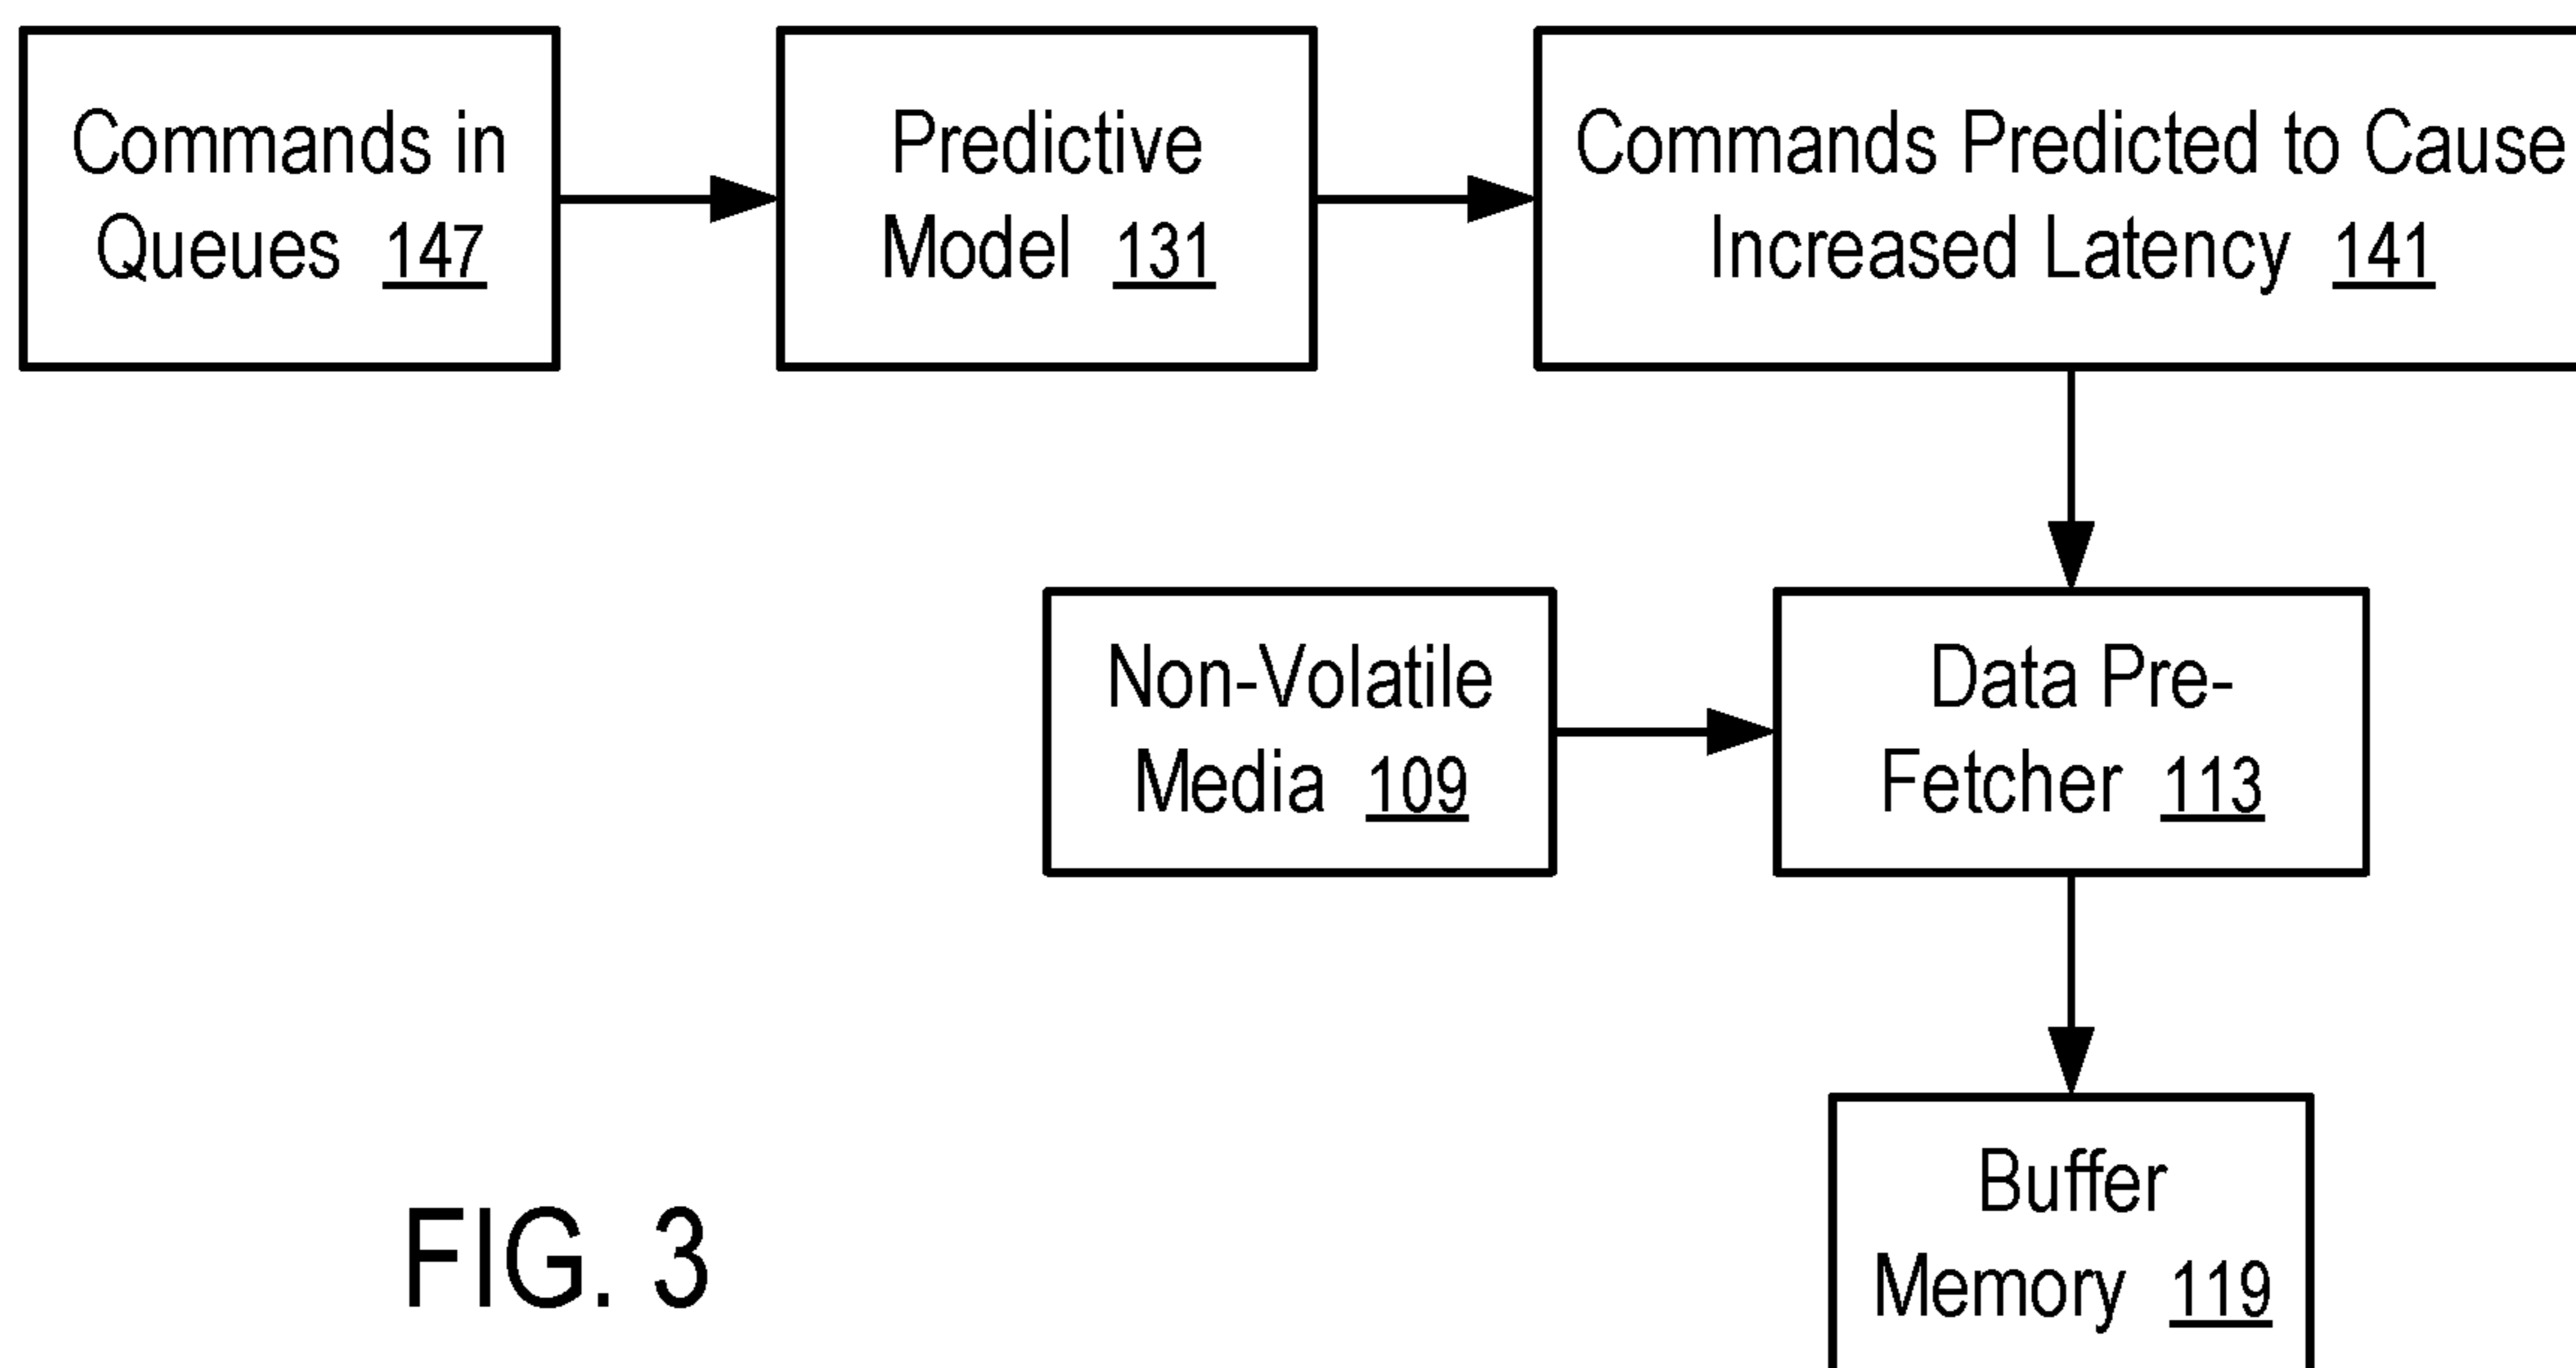 Commands in
Queues 147
Predictive
Model 131
Commands Predicted to Cause
Increased Latency 141
Non-Volatile
Media 109
Data Pre-
Fetcher 113
Buffer
Memory 119
FIG. 3